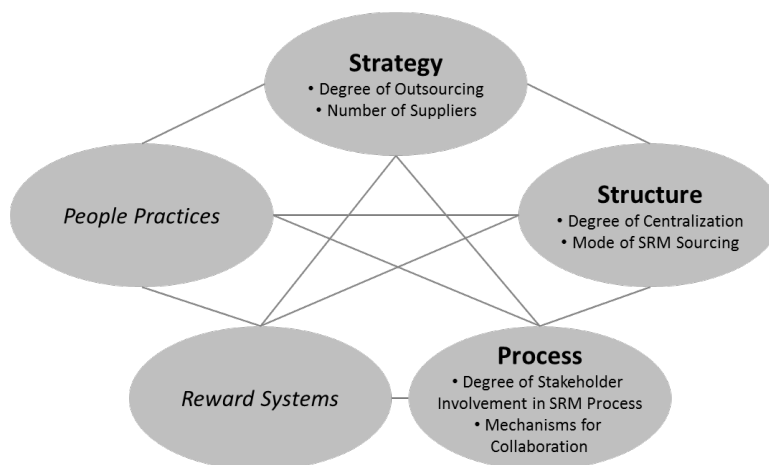 Strategy
• Degree of Outsourcing
• Number of Suppliers
People Practices
Structure
• Degree of Centralization
• Mode of SRM Sourcing
Reward Systems
Process
• Degree of Stakeholder
Involvement in SRM Process
• Mechanisms for
Collaboration